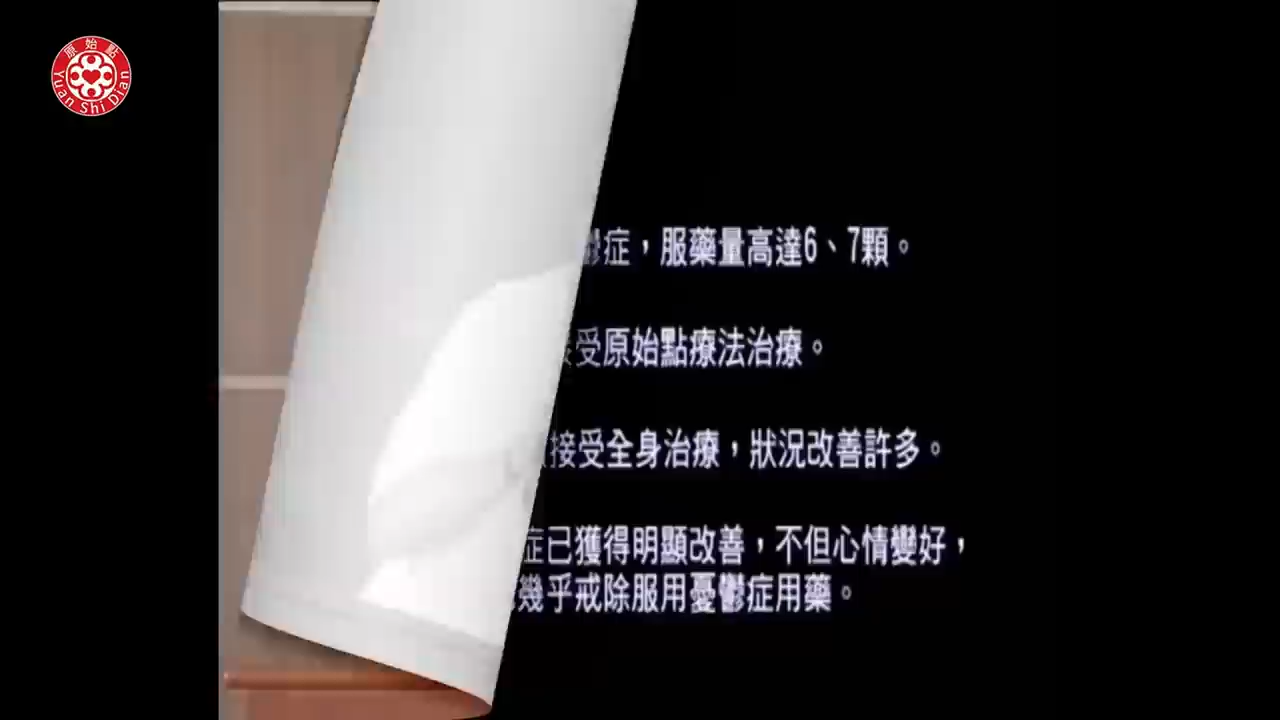 原始點
Yuan Shi Dian
鬱症，服藥量高達6、7顆。
受原始點療法治療。
接受全身治療，狀況改善許多。
症已獲得明顯改善，不但心情變好，
幾乎戒除服用憂鬱症用藥。